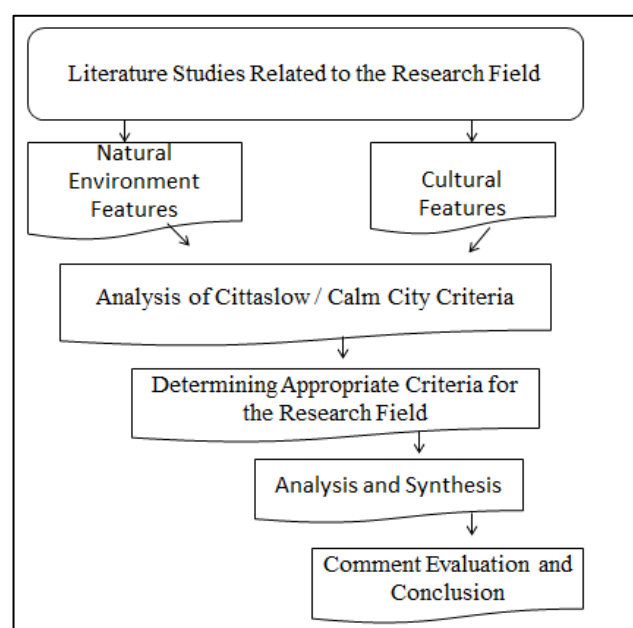 Literature Studies Related to the Research Field
Natural
Environment
Features
Cultural
Features
Analysis of Cittaslow / Calm City Criteria
Determining Appropriate Criteria for
the Research Field
Analysis and Synthesis
Comment Evaluation and
Conclusion